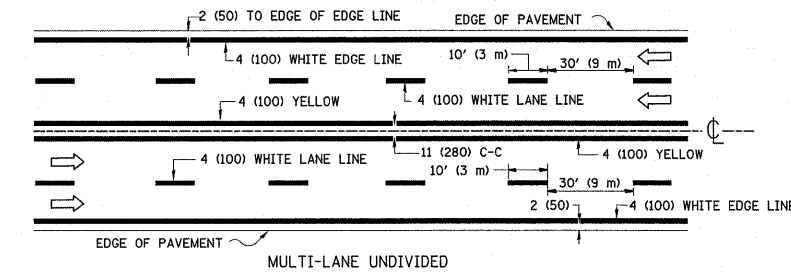 2 (50) TO EDGE OF EDGE LINE
EDGE OF PAVEMENT
4 (100) WHITE EDGE LINE
10' (3 m)
30' (9 m)
4 (100) YELLOW
4 (100) WHITE LANE LINE
℄
11 (280) C-C
4 (100) YELLOW
4 (100) WHITE LANE LINE
10' (3 m)
30' (9 m)
2 (50)
4 (100) WHITE EDGE LINE
EDGE OF PAVEMENT
MULTI-LANE UNDIVIDED